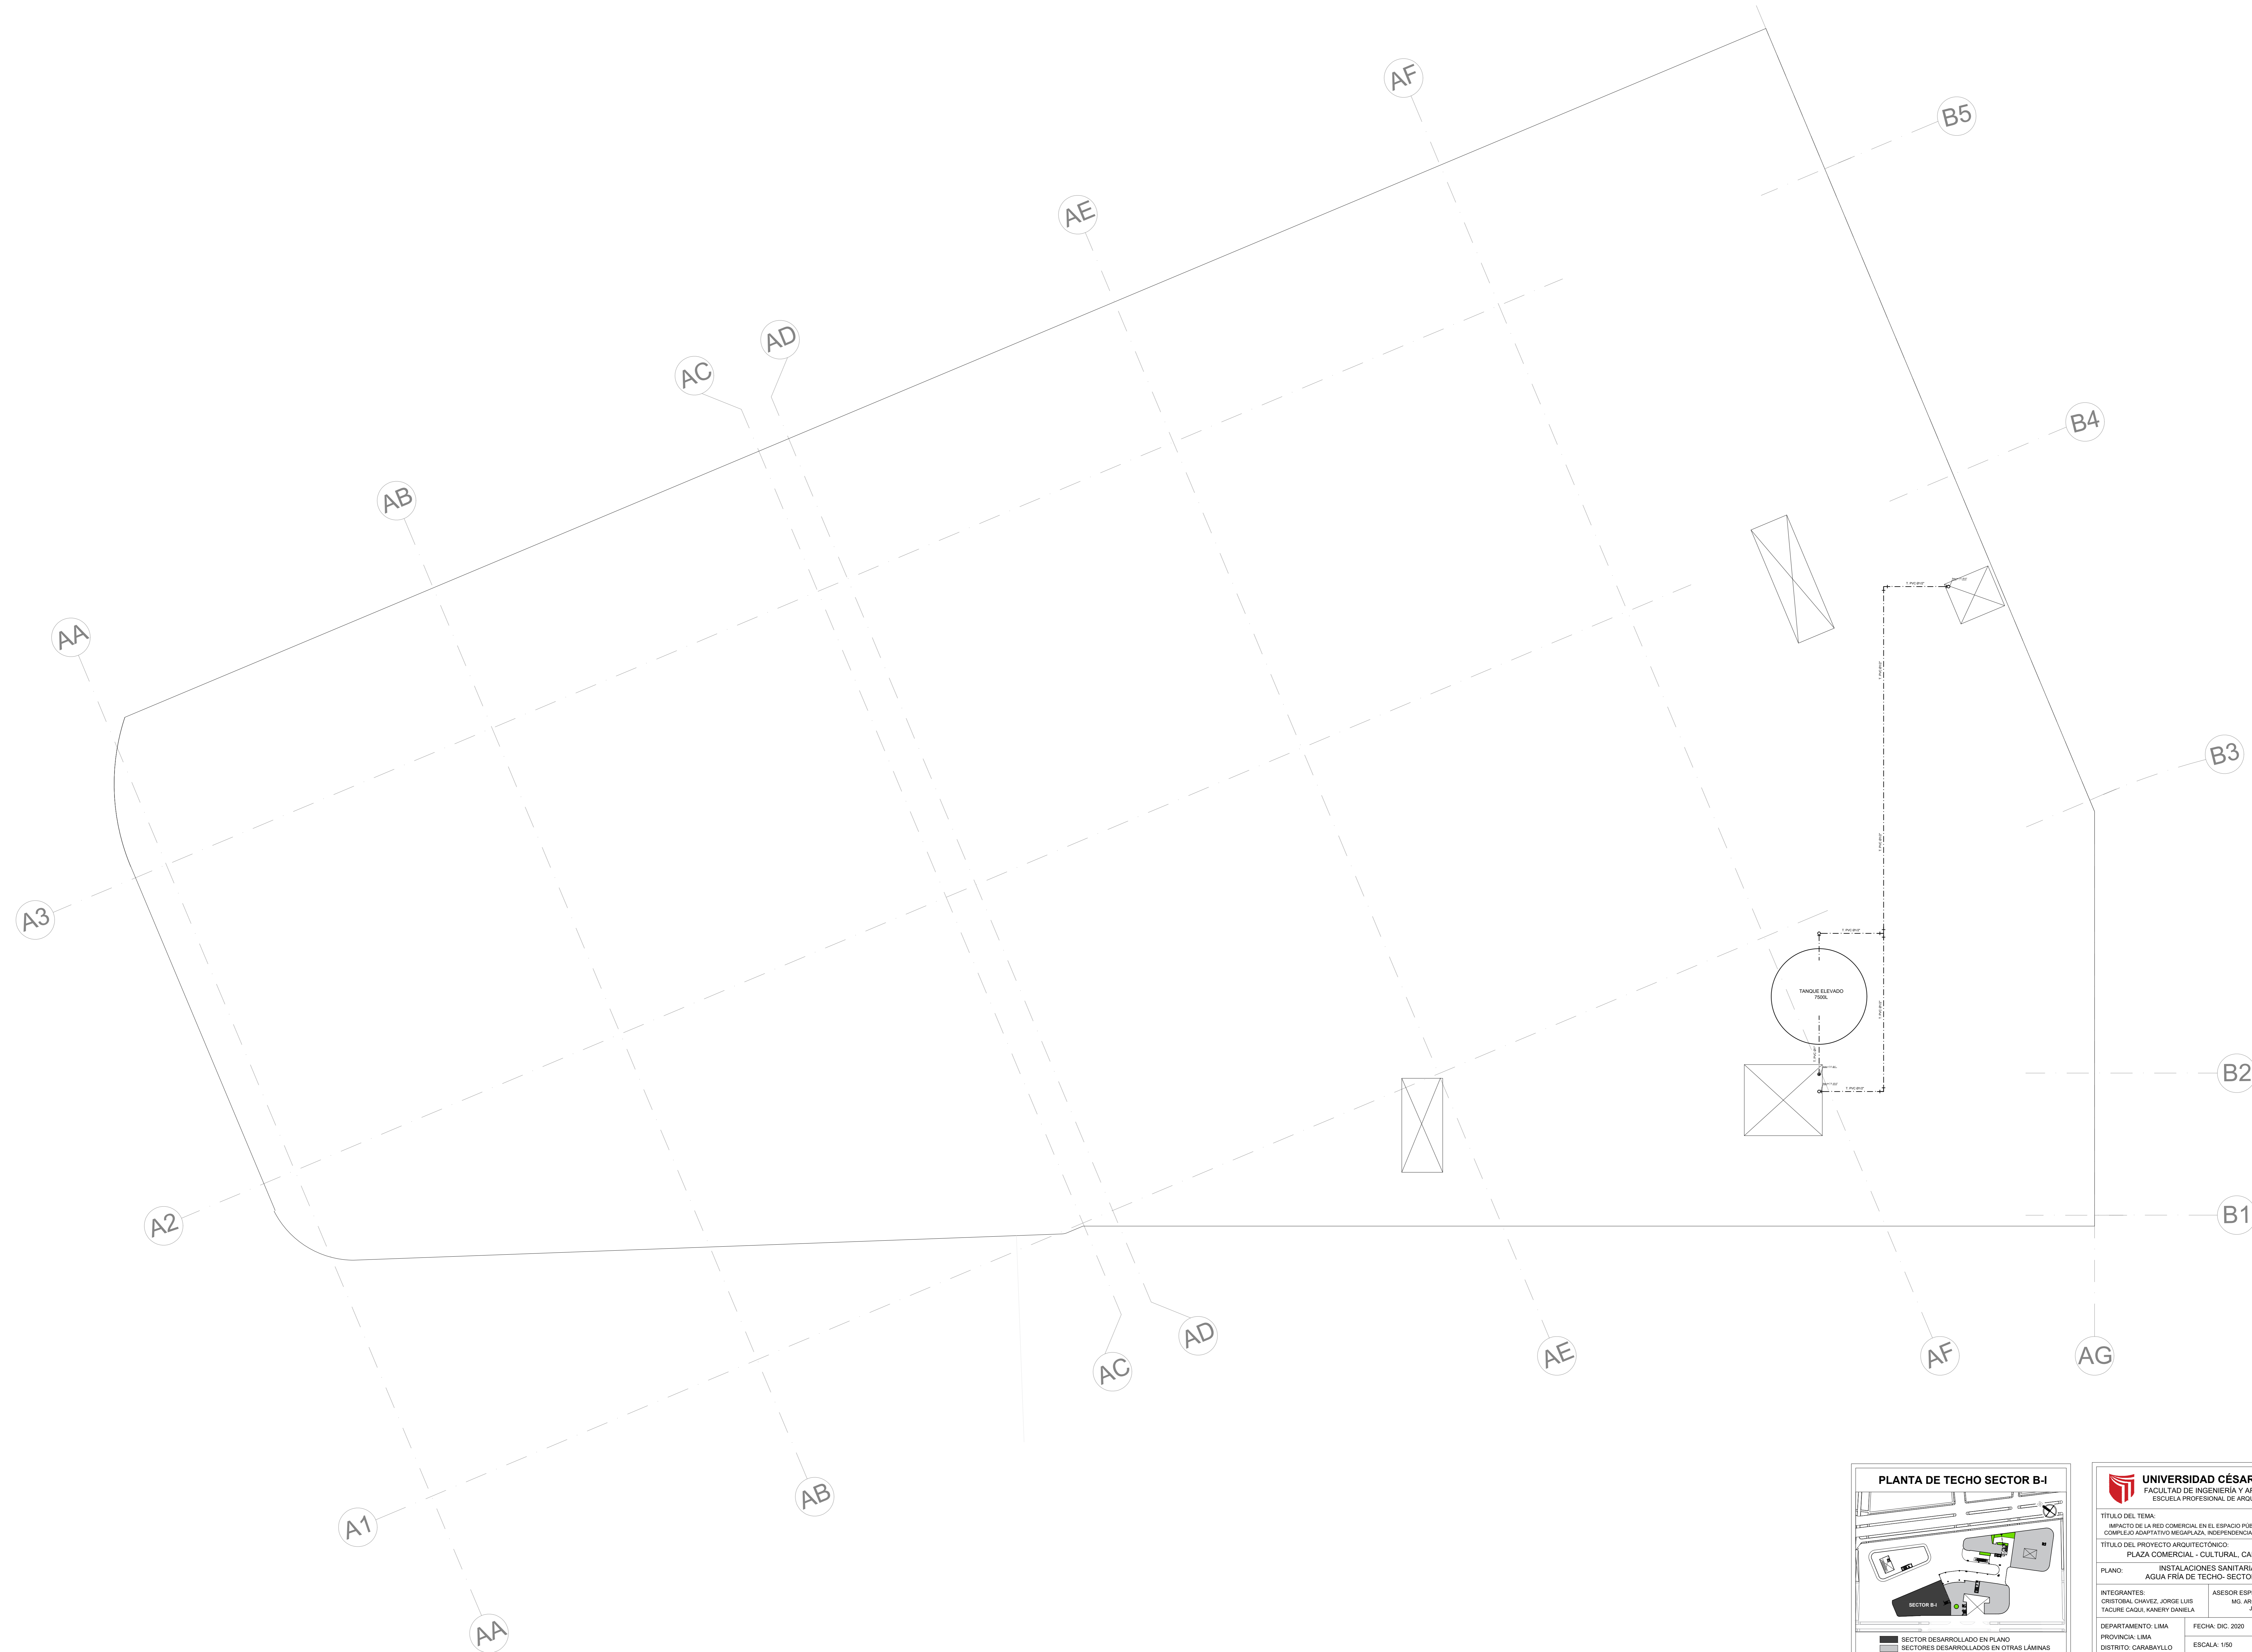 AF
B5
AE
AD
AC
B4
AB
AA
B3
A3
TANQUE ELEVADO
7500L
B2
A2
B1
AD
AC
AE
AF
AG
AB
A1
AA
PLANTA DE TECHO SECTOR B-I
SECTOR B-I
SECTOR DESARROLLADO EN PLANO
SECTORES DESARROLLADOS EN OTRAS LÁMINAS
UNIVERSIDAD CÉSAR
FACULTAD DE INGENIERÍA Y AR
ESCUELA PROFESIONAL DE ARQU
TÍTULO DEL TEMA:
IMPACTO DE LA RED COMERCIAL EN EL ESPACIO PÚB
COMPLEJO ADAPTATIVO MEGAPLAZA, INDEPENDENCIA
TÍTULO DEL PROYECTO ARQUITECTÓNICO:
PLAZA COMERCIAL - CULTURAL, CA
PLANO:
INSTALACIONES SANITARIA
AGUA FRÍA DE TECHO- SECTOR
INTEGRANTES:
CRISTOBAL CHAVEZ, JORGE LUIS
TACURE CAQUI, KANERY DANIELA
ASESOR ESP
MG. AR
J
DEPARTAMENTO: LIMA
PROVINCIA: LIMA
DISTRITO: CARABAYLLO
FECHA: DIC. 2020
ESCALA: 1/50